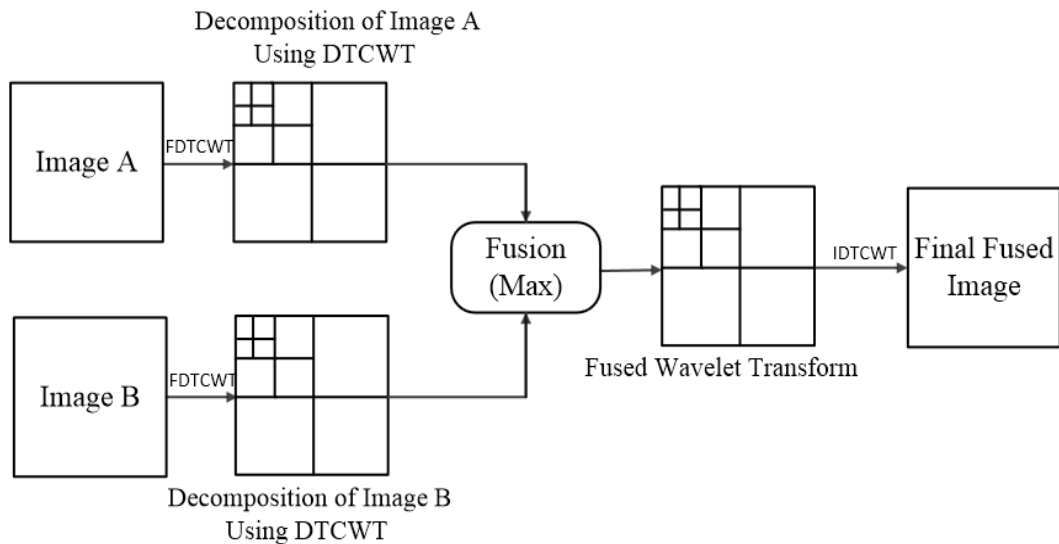 Decomposition of Image A
Using DTCWT
Image A
FDTCWT
Fusion
(Max)
IDTCWT
Final Fused
Image
Fused Wavelet Transform
Image B
FDTCWT
Decomposition of Image B
Using DTCWT